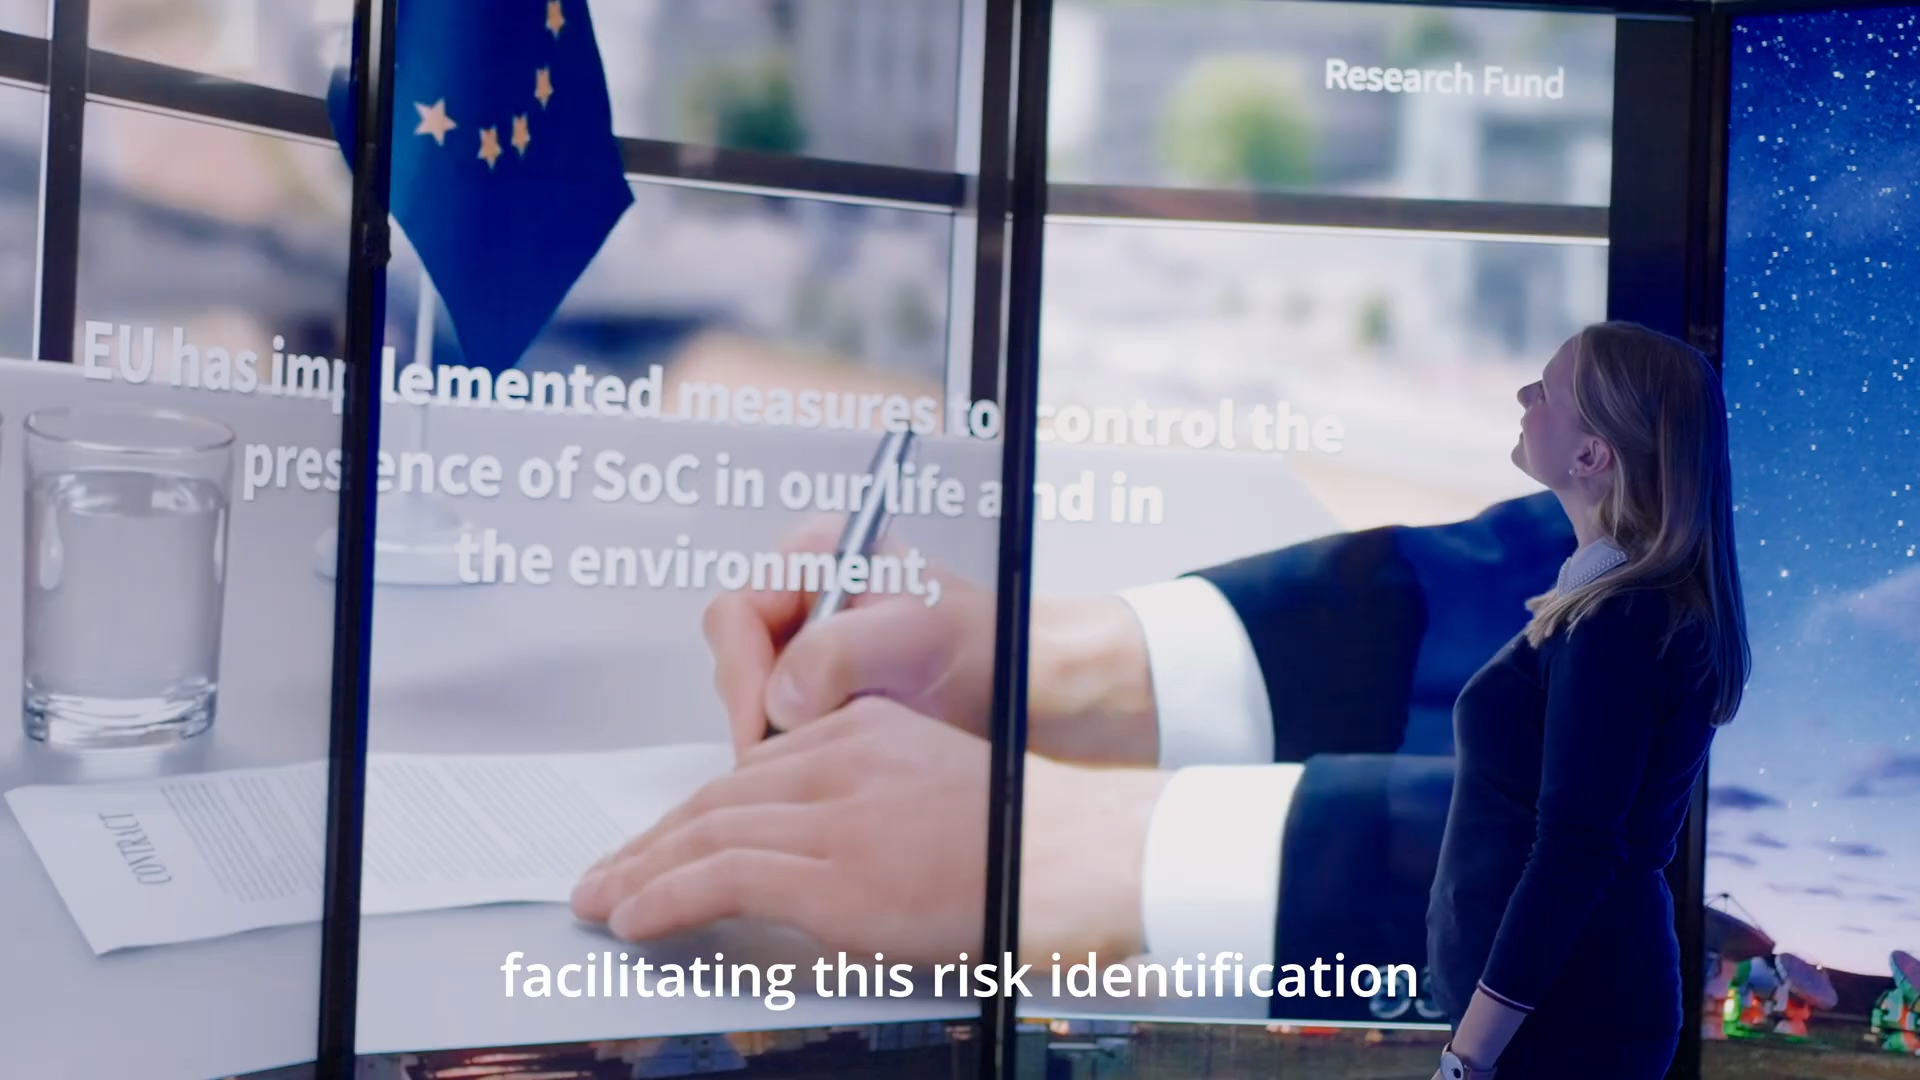 Research Fund
EU has implemented measures to control the
presence of SoC in our life and in
the environment,
CONTRACT
facilitating this risk identification